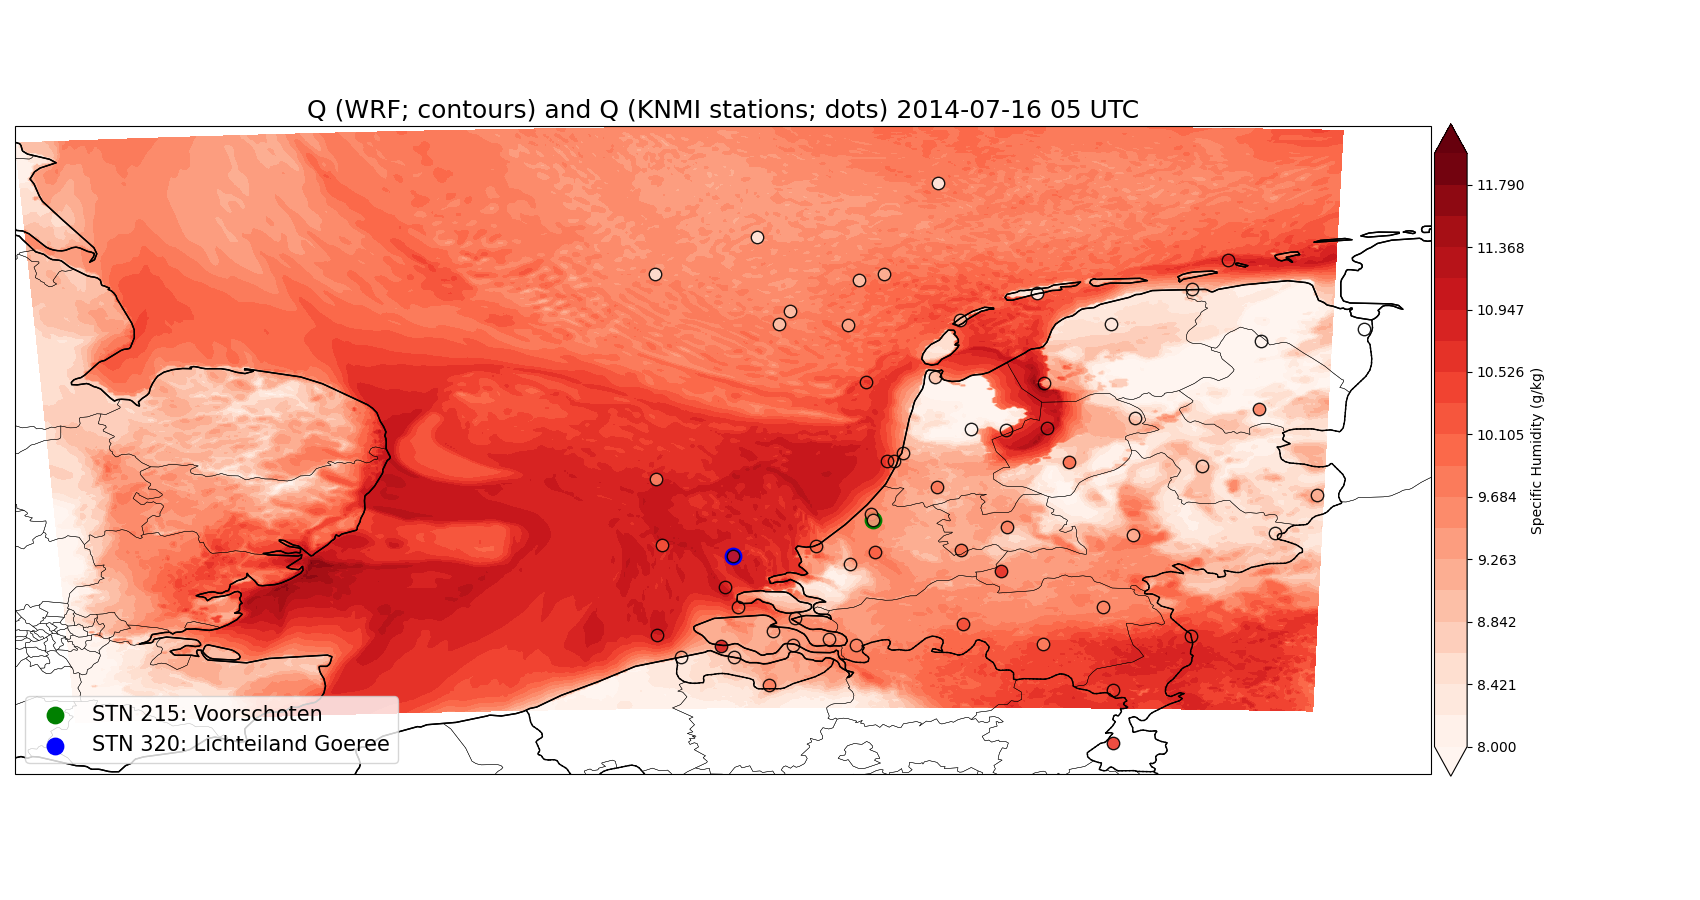 Q (WRF; contours) and Q (KNMI stations; dots) 2014-07-16 05 UTC
11.790
11.368
10.947
10.526
10.105
9.684
9.263
8.842
8.421
8.000
Specific Humidity (g/kg)
STN 215: Voorschoten
STN 320: Lichteiland Goeree